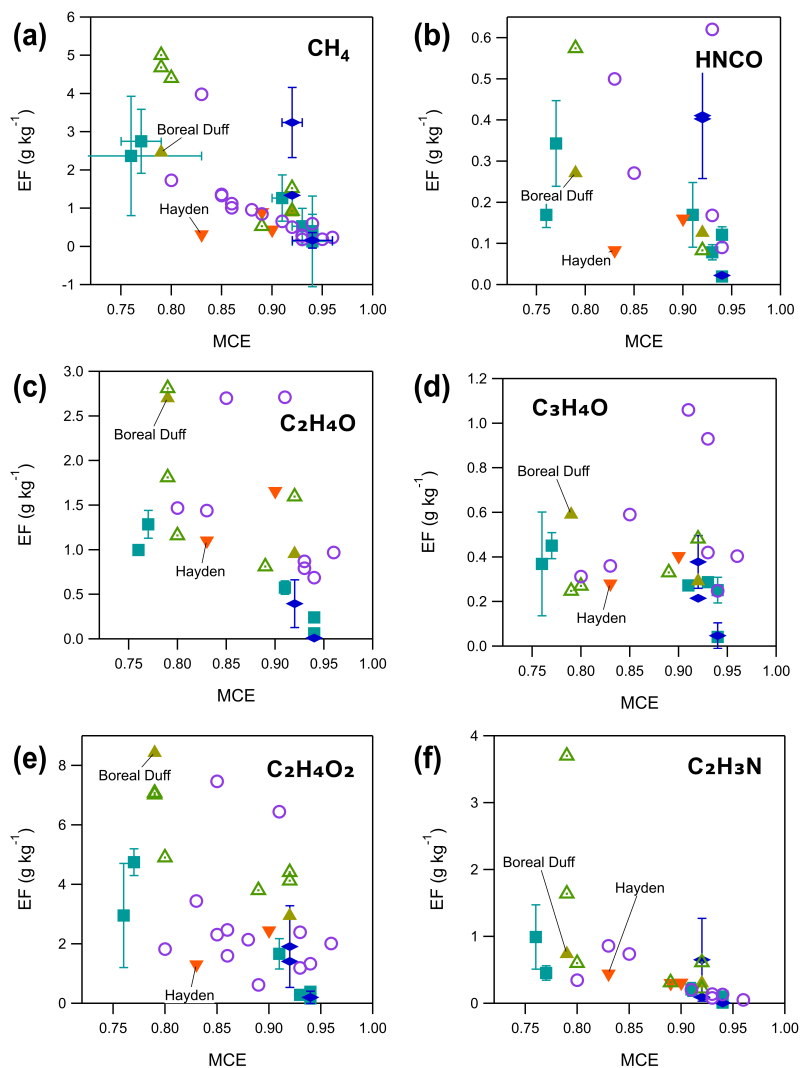 (a)
CH₄
6
5
4
3
2
1
0
-1
EF (g kg⁻¹)
Boreal Duff
Hayden
0.75 0.80 0.85 0.90 0.95 1.00
MCE
(b)
HNCO
0.6
0.5
0.4
0.3
0.2
0.1
0.0
EF (g kg⁻¹)
Boreal Duff
Hayden
0.75 0.80 0.85 0.90 0.95 1.00
MCE
(c)
C₂H₄O
3.0
2.5
2.0
1.5
1.0
0.5
0.0
EF (g kg⁻¹)
Boreal Duff
Hayden
0.75 0.80 0.85 0.90 0.95 1.00
MCE
(d)
C₃H₄O
1.2
1.0
0.8
0.6
0.4
0.2
0.0
EF (g kg⁻¹)
Boreal Duff
Hayden
0.75 0.80 0.85 0.90 0.95 1.00
MCE
(e)
C₂H₄O₂
8
6
4
2
0
EF (g kg⁻¹)
Boreal Duff
Hayden
0.75 0.80 0.85 0.90 0.95 1.00
MCE
(f)
C₂H₃N
4
3
2
1
0
EF (g kg⁻¹)
Boreal Duff
Hayden
0.75 0.80 0.85 0.90 0.95 1.00
MCE